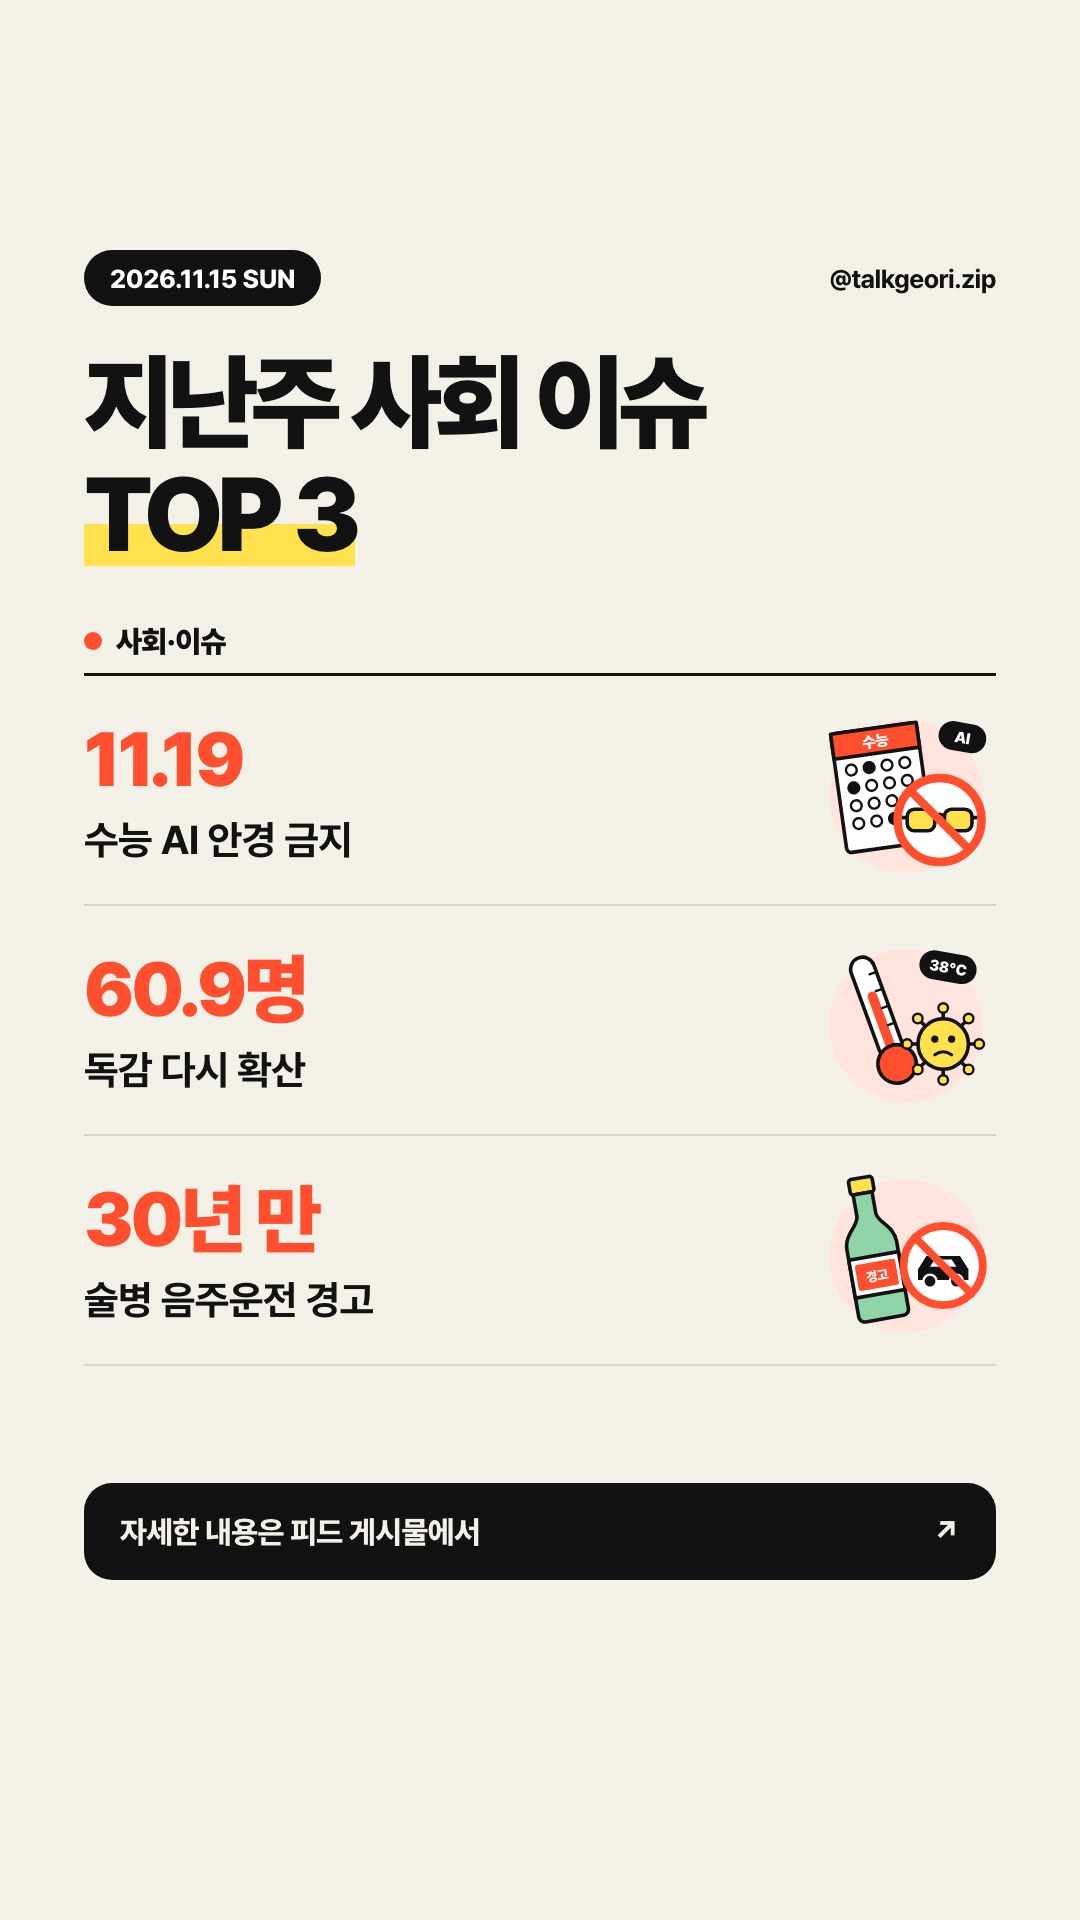 2026.11.15 SUN
@talkgeori.zip
지난주 사회 이슈
TOP 3
사회·이슈
11.19
수능 AI 안경 금지
수능
AI
60.9명
독감 다시 확산
38°C
30년 만
술병 음주운전 경고
경고
자세한 내용은 피드 게시물에서